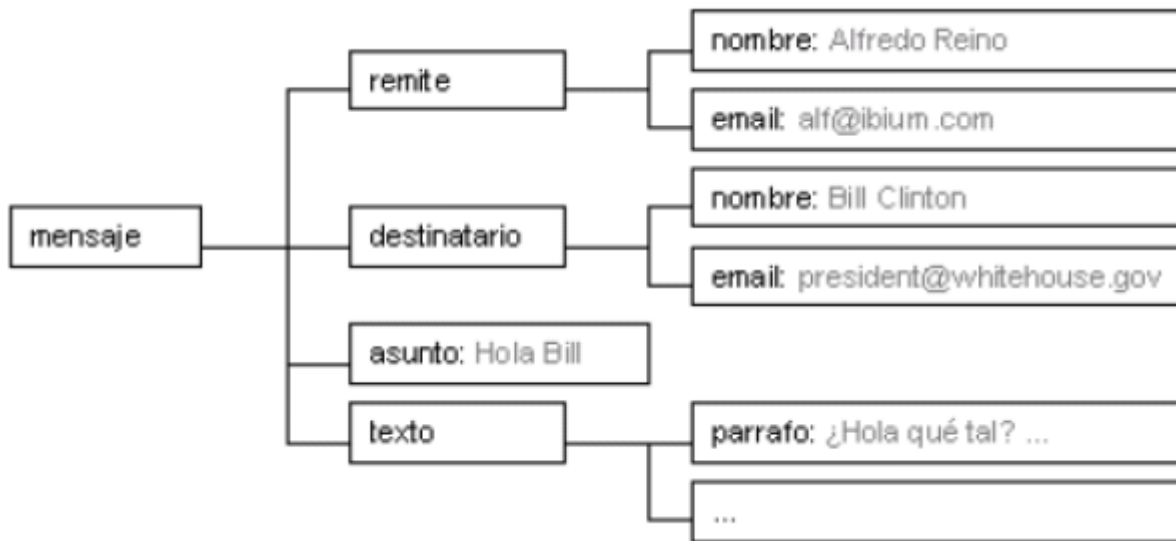 nombre: Alfredo Reino
remite
email: alf@ibium.com
nombre: Bill Clinton
mensaje
destinatario
email: president@whitehouse.gov
asunto: Hola Bill
texto
parrafo: ¿Hola qué tal? ...
...